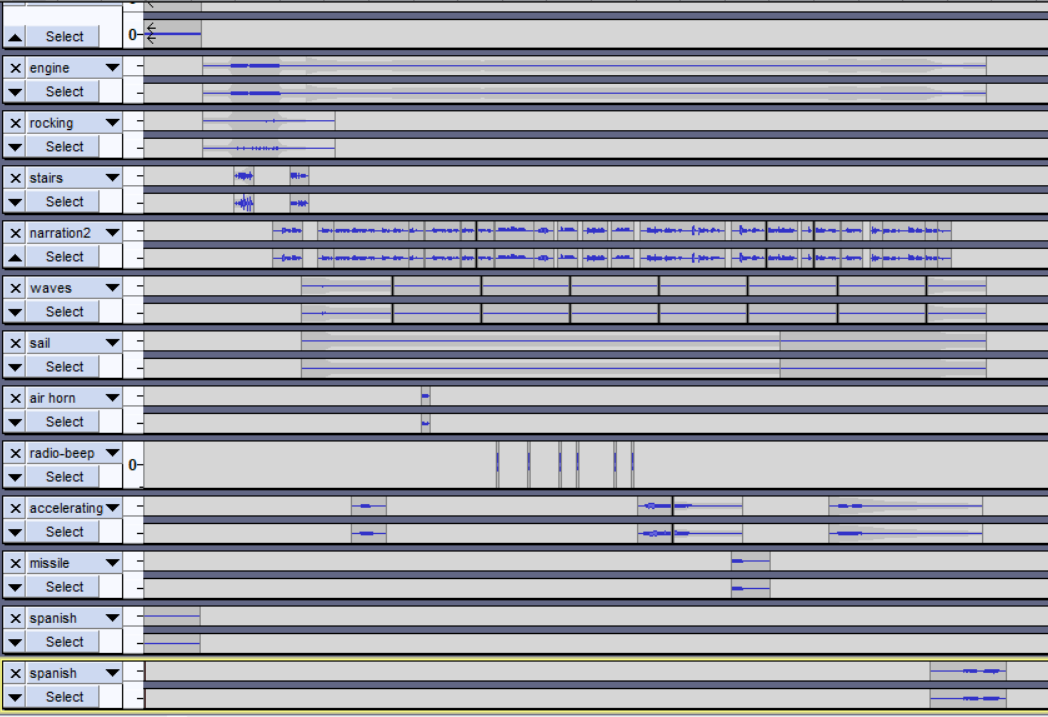 Select 0
X engine
Select
X rocking
Select
X stairs
Select
X narration2
Select
X waves
Select
X sail
Select
X air horn
Select
X radio-beep
Select 0
X accelerating
Select
X missile
Select
X spanish
Select
X spanish
Select